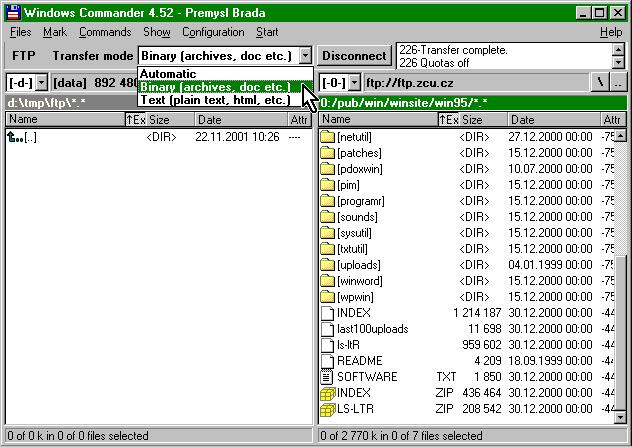 Windows Commander 4.52 - Premysl Brada
Files Mark Commands Show Configuration Start Help
FTP Transfer mode Binary (archives, doc etc.) Disconnect
226-Transfer complete.
226 Quotas off
Automatic
Binary (archives, doc etc.)
Text (plain text, html, etc.)
[-d-] [data] 892 480
[-0-] ftp://ftp.zcu.cz \ ..
d:\tmp\ftp\*.*
0:/pub/win/winsite/win95/*.*
Name ↑Ext Size Date Attr
[..] <DIR> 22.11.2001 10:26 ----
0 of 0 k in 0 of 0 files selected
Name ↑Ext Size Date Attr
[netutil] <DIR> 27.12.2000 00:00 -75
[patches] <DIR> 15.12.2000 00:00 -75
[pdoxwin] <DIR> 10.07.2000 00:00 -75
[pim] <DIR> 15.12.2000 00:00 -75
[programr] <DIR> 15.12.2000 00:00 -75
[sounds] <DIR> 15.12.2000 00:00 -75
[sysutil] <DIR> 15.12.2000 00:00 -75
[txtutil] <DIR> 15.12.2000 00:00 -75
[uploads] <DIR> 04.01.1999 00:00 -75
[winword] <DIR> 15.12.2000 00:00 -75
[wpwin] <DIR> 15.12.2000 00:00 -75
INDEX 1 214 187 30.12.2000 00:00 -44
last100uploads 11 698 30.12.2000 00:00 -44
ls-ltR 959 602 30.12.2000 00:00 -44
README 4 209 18.09.1999 00:00 -44
SOFTWARE TXT 1 850 30.12.2000 00:00 -44
INDEX ZIP 436 464 30.12.2000 00:00 -44
LS-LTR ZIP 208 542 30.12.2000 00:00 -44
0 of 2 770 k in 0 of 7 files selected